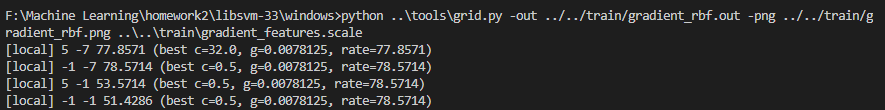 F:\Machine Learning\homework2\libsvm-33\windows>python ..\tools\grid.py -out ../../train/gradient_rbf.out -png ../../train/g
radient_rbf.png ..\..\train\gradient_features.scale
[local] 5 -7 77.8571 (best c=32.0, g=0.0078125, rate=77.8571)
[local] -1 -7 78.5714 (best c=0.5, g=0.0078125, rate=78.5714)
[local] 5 -1 53.5714 (best c=0.5, g=0.0078125, rate=78.5714)
[local] -1 -1 51.4286 (best c=0.5, g=0.0078125, rate=78.5714)